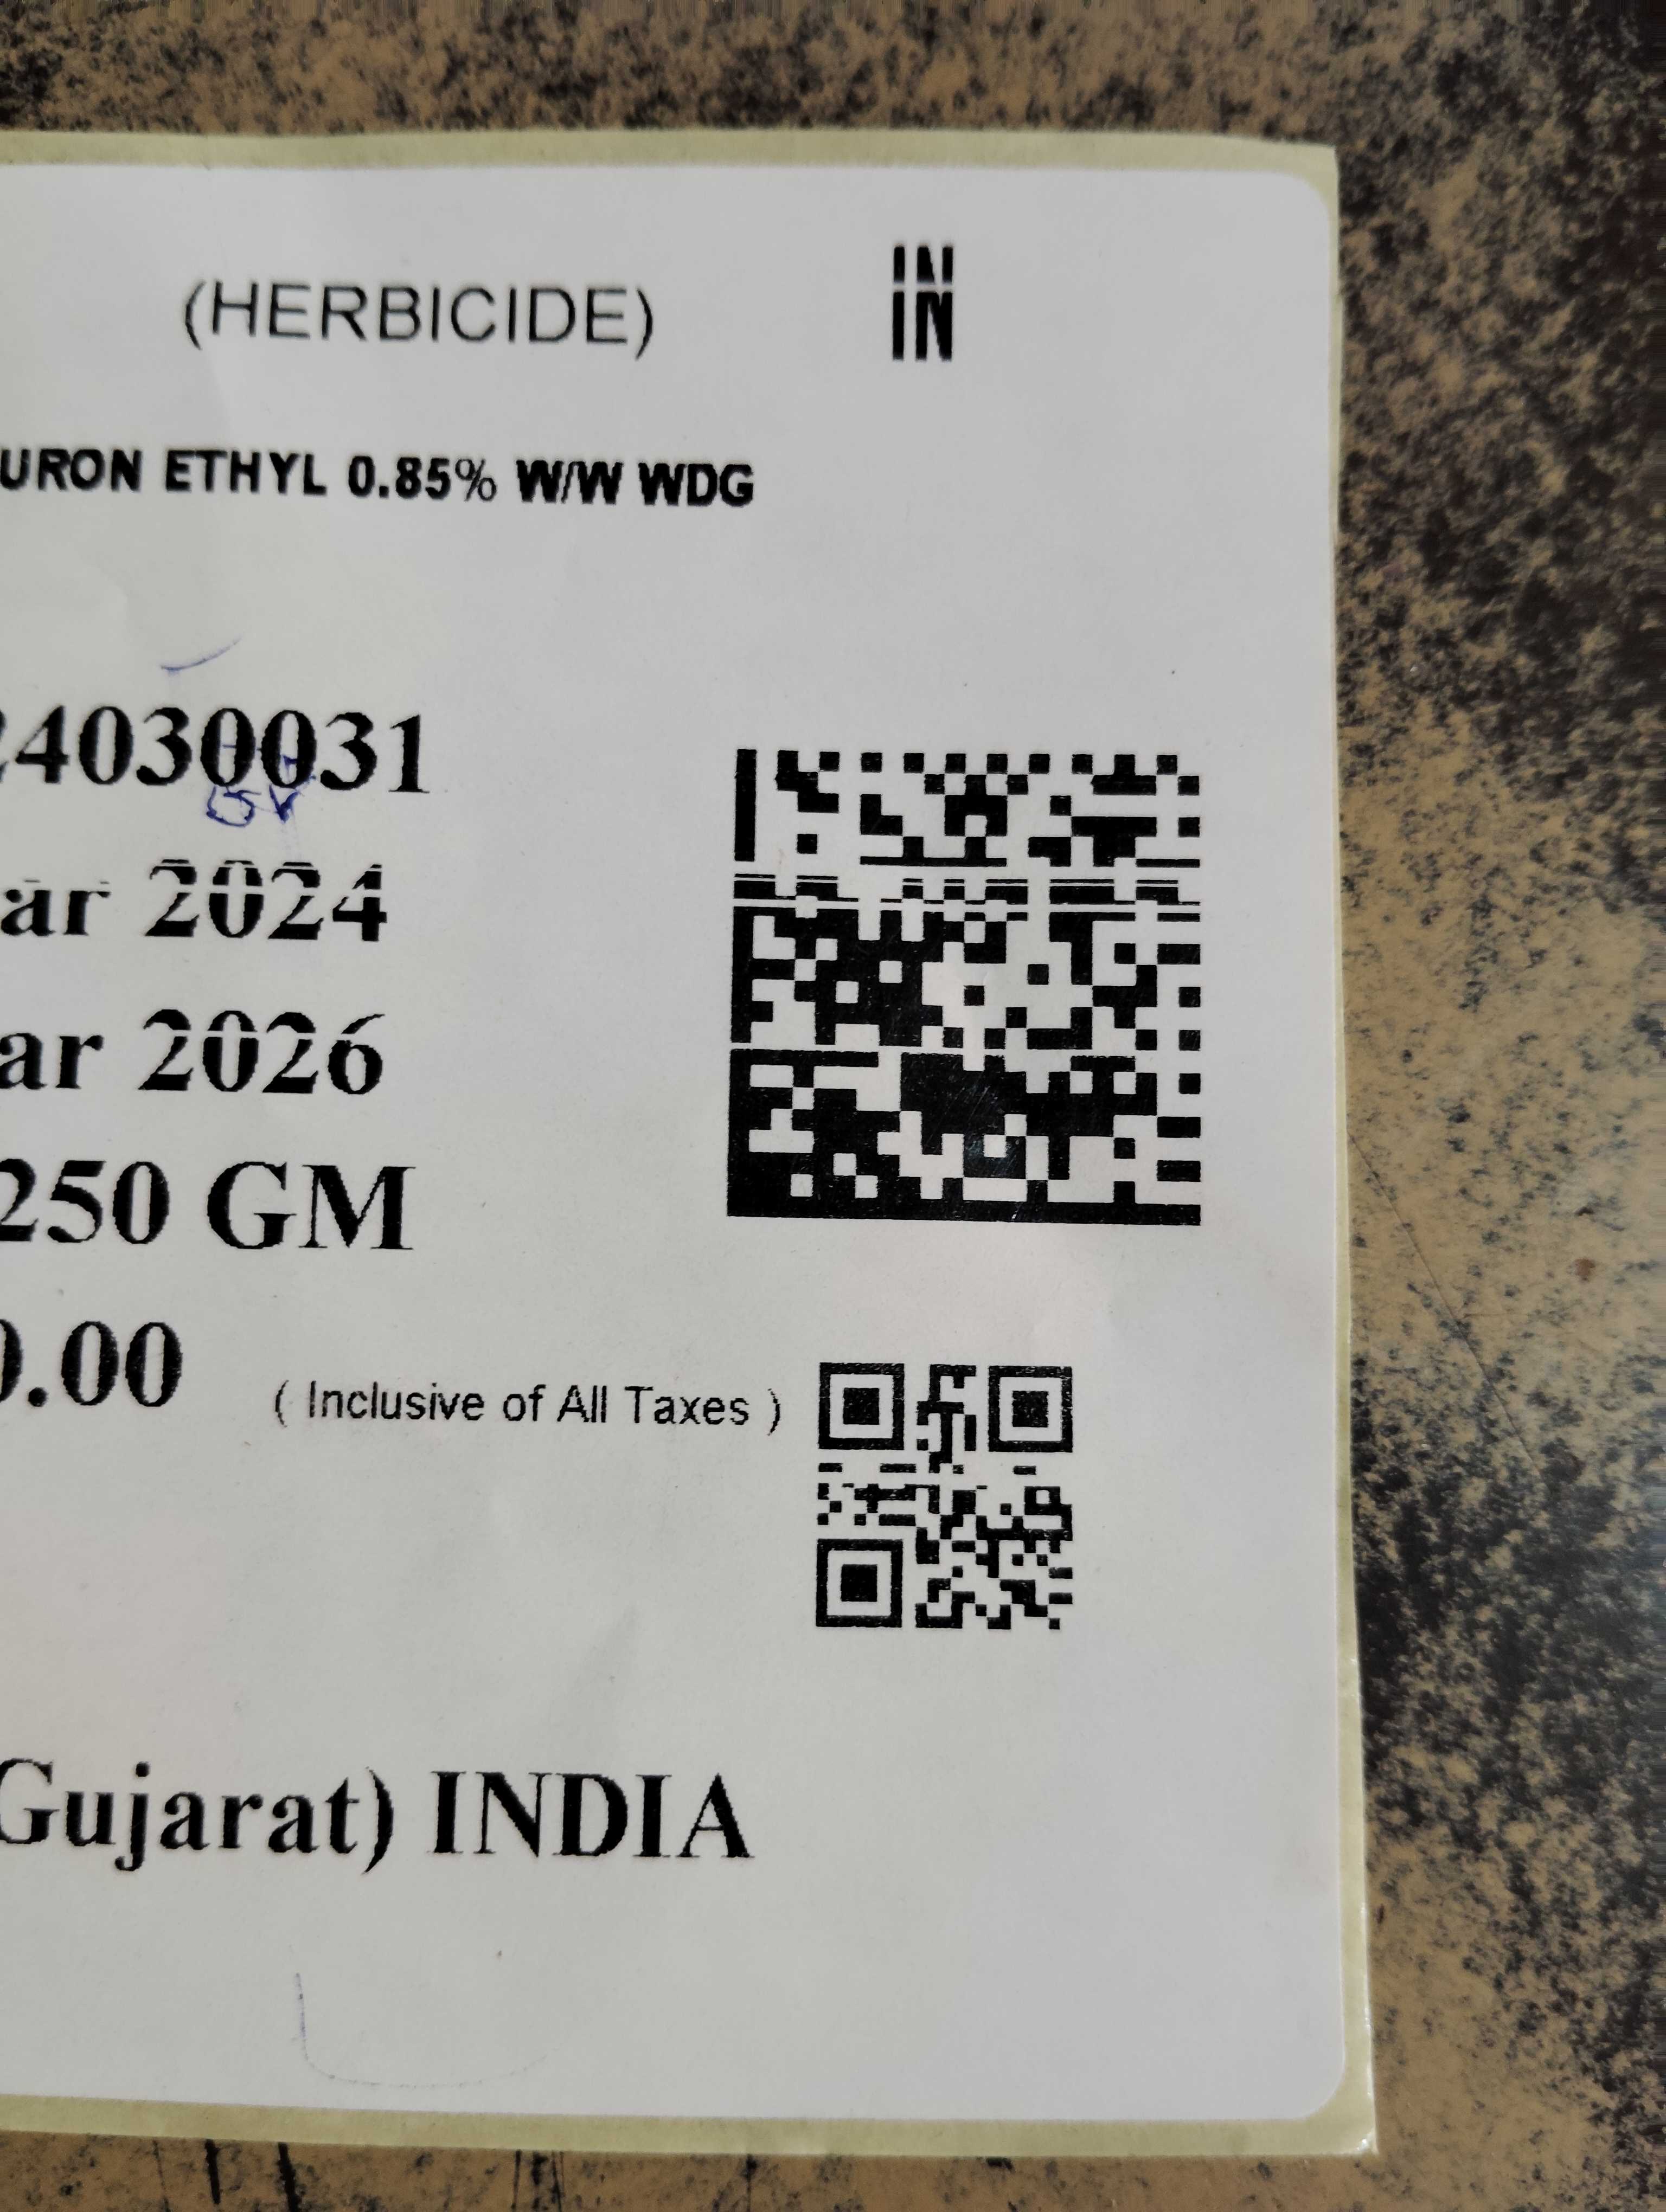 (HERBICIDE)
IN
URON ETHYL 0.85% W/W WDG
24030031
ar 2024
ar 2026
250 GM
0.00
( Inclusive of All Taxes )
Gujarat) INDIA